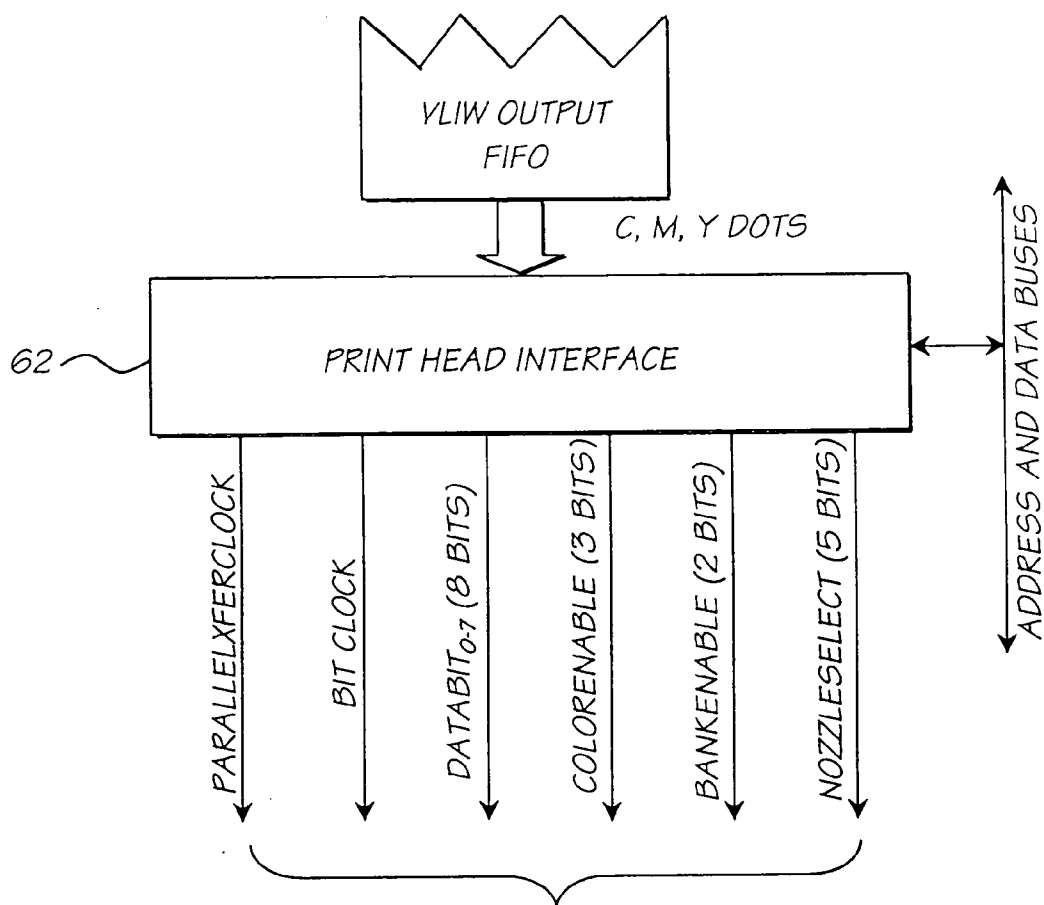 VLIW OUTPUT
FIFO
C, M, Y DOTS
62
PRINT HEAD INTERFACE
ADDRESS AND DATA BUSES
PARALLELXFERCLOCK
BIT CLOCK
DATABIT0-7 (8 BITS)
COLORENABLE (3 BITS)
BANKENABLE (2 BITS)
NOZZLESELECT (5 BITS)